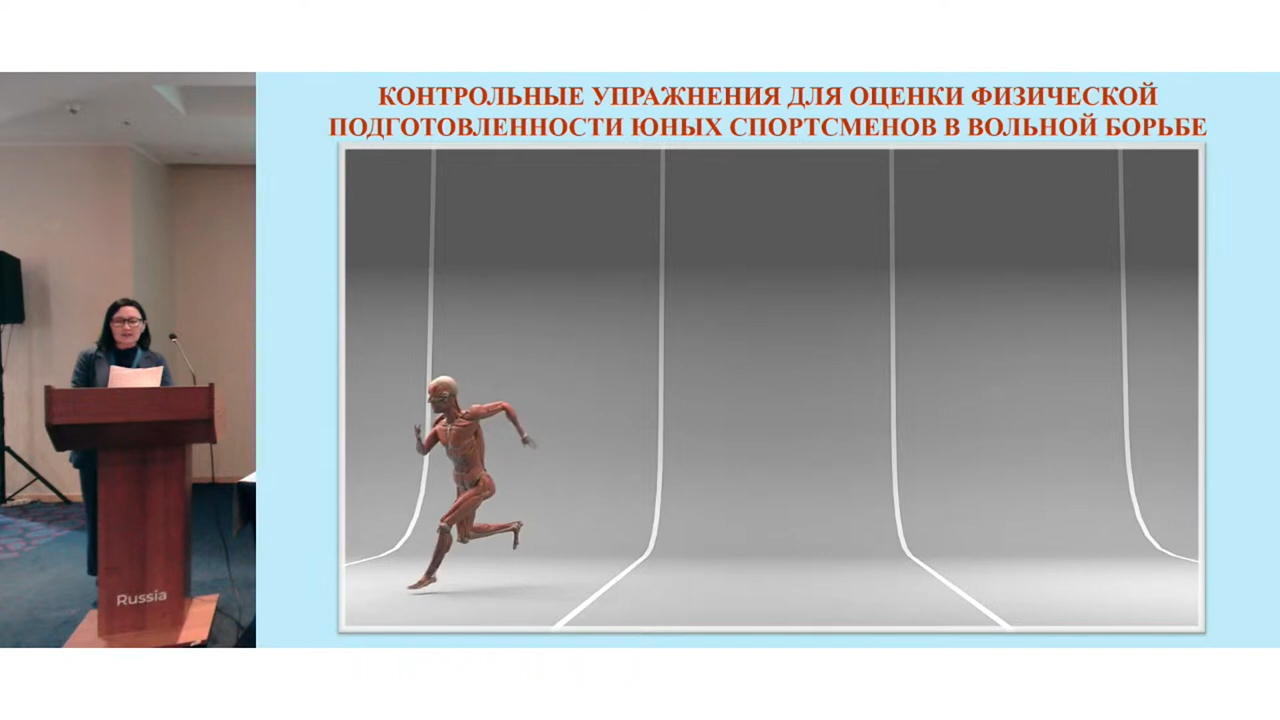 КОНТРОЛЬНЫЕ УПРАЖНЕНИЯ ДЛЯ ОЦЕНКИ ФИЗИЧЕСКОЙ
ПОДГОТОВЛЕННОСТИ ЮНЫХ СПОРТСМЕНОВ В ВОЛЬНОЙ БОРЬБЕ
Russia